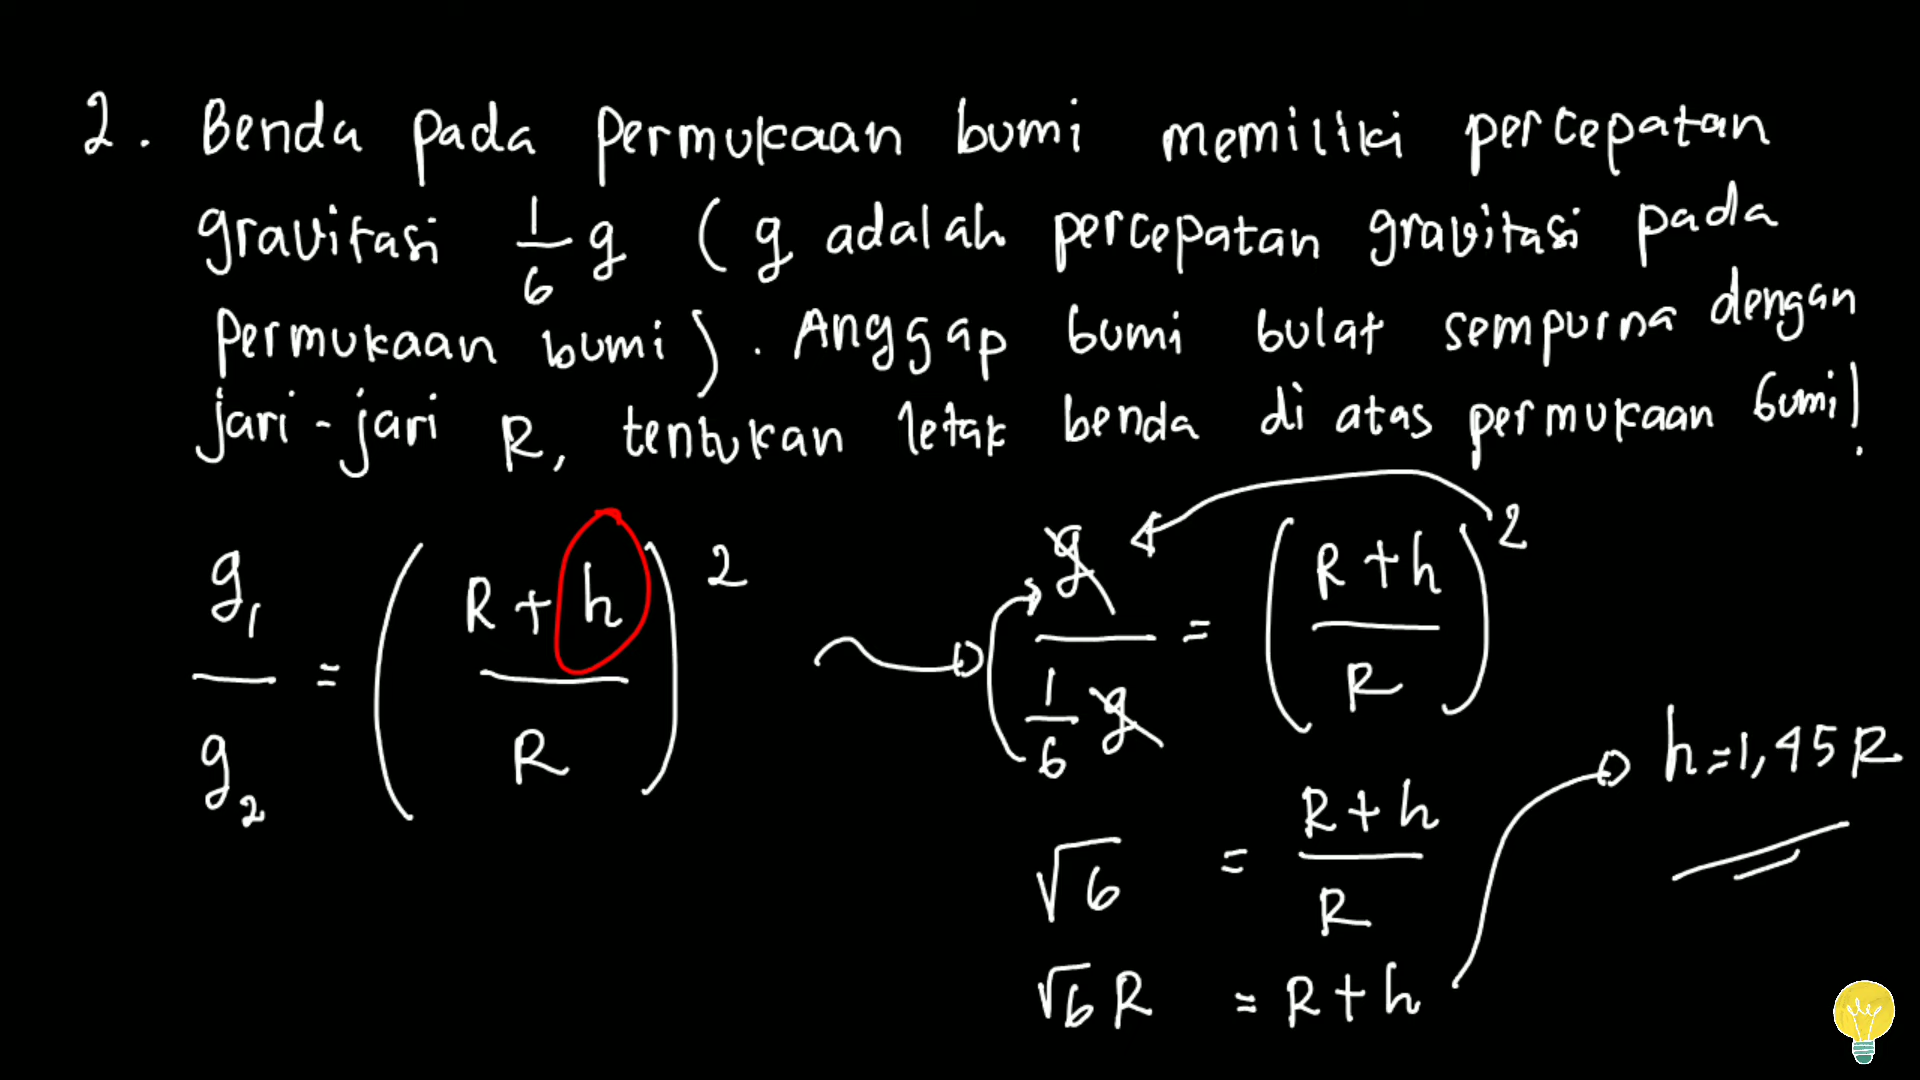 2. Benda pada permukaan bumi memiliki percepatan
gravitasi 1/6 g (g adalah percepatan gravitasi pada
permukaan bumi). Anggap bumi bulat sempurna dengan
jari-jari R, tentukan letak benda di atas permukaan bumi!
g₁/g₂ = ((R+h)/R)²
g/(1/6 g) = ((R+h)/R)²
√6 = (R+h)/R
√6 R = R+h
h=1,45 R